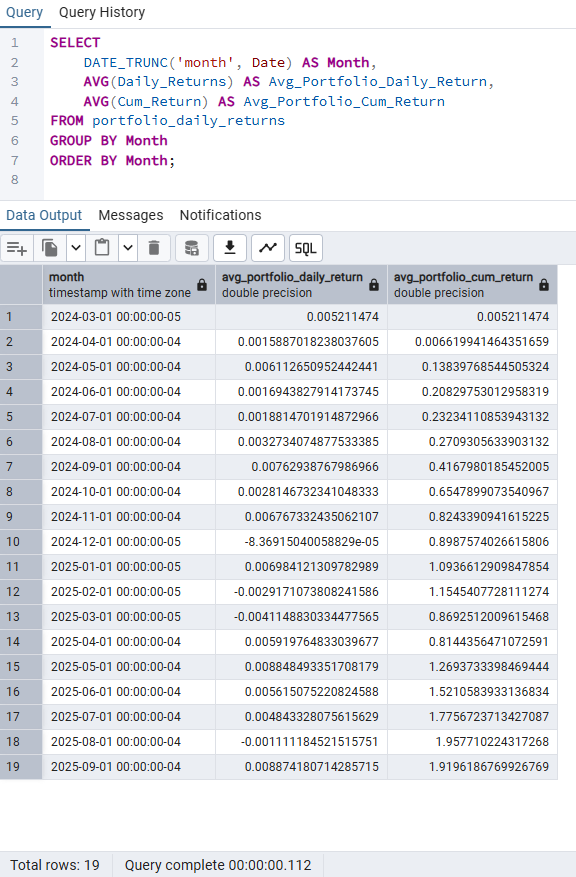 Query Query History
1 SELECT
2 DATE_TRUNC('month', Date) AS Month,
3 AVG(Daily_Returns) AS Avg_Portfolio_Daily_Return,
4 AVG(Cum_Return) AS Avg_Portfolio_Cum_Return
5 FROM portfolio_daily_returns
6 GROUP BY Month
7 ORDER BY Month;
8
Data Output Messages Notifications
SQL
month avg_portfolio_daily_return avg_portfolio_cum_return
timestamp with time zone double precision double precision
1 2024-03-01 00:00:00-05 0.005211474 0.005211474
2 2024-04-01 00:00:00-04 0.0015887018238037605 0.006619941464351659
3 2024-05-01 00:00:00-04 0.006112650952442441 0.13839768544505324
4 2024-06-01 00:00:00-04 0.0016943827914173745 0.20829753012958319
5 2024-07-01 00:00:00-04 0.0018814701914872966 0.23234110853943132
6 2024-08-01 00:00:00-04 0.0032734074877533385 0.2709305633903132
7 2024-09-01 00:00:00-04 0.00762938767986966 0.4167980185452005
8 2024-10-01 00:00:00-04 0.0028146732341048333 0.6547899073540967
9 2024-11-01 00:00:00-04 0.006767332435062107 0.8243390941615225
10 2024-12-01 00:00:00-05 -8.36915040058829e-05 0.8987574026615806
11 2025-01-01 00:00:00-05 0.006984121309782989 1.0936612909847854
12 2025-02-01 00:00:00-05 -0.0029171073808241586 1.1545407728111274
13 2025-03-01 00:00:00-05 -0.0041148830334477565 0.8692512009615468
14 2025-04-01 00:00:00-04 0.005919764833039677 0.8144356471072591
15 2025-05-01 00:00:00-04 0.008848493351708179 1.2693733398469444
16 2025-06-01 00:00:00-04 0.005615075220824588 1.5210583933136834
17 2025-07-01 00:00:00-04 0.004843328075615629 1.7756723713427087
18 2025-08-01 00:00:00-04 -0.001111184521515751 1.957710224317268
19 2025-09-01 00:00:00-04 0.008874180714285715 1.9196186769926769
Total rows: 19 Query complete 00:00:00.112